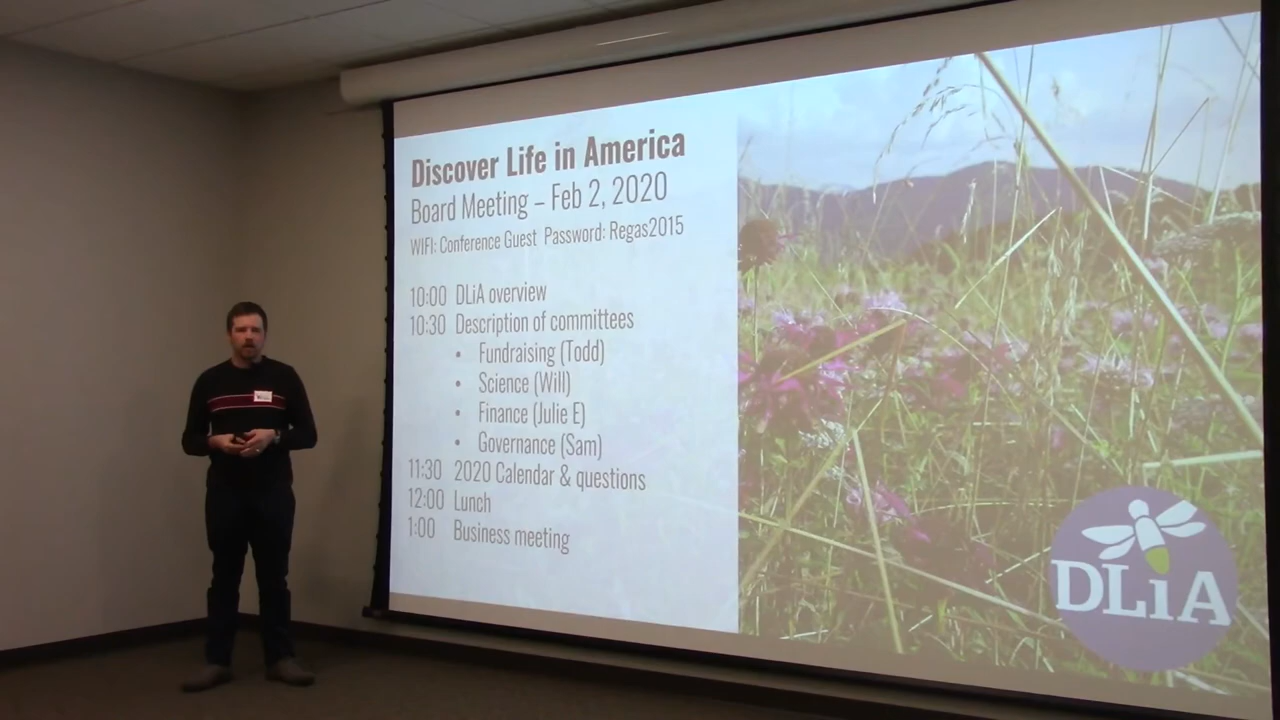 Discover Life in America
Board Meeting – Feb 2, 2020
WIFI: Conference Guest Password: Regas2015
10:00 DLiA overview
10:30 Description of committees
• Fundraising (Todd)
• Science (Will)
• Finance (Julie E)
• Governance (Sam)
11:30 2020 Calendar & questions
12:00 Lunch
1:00 Business meeting
DLiA